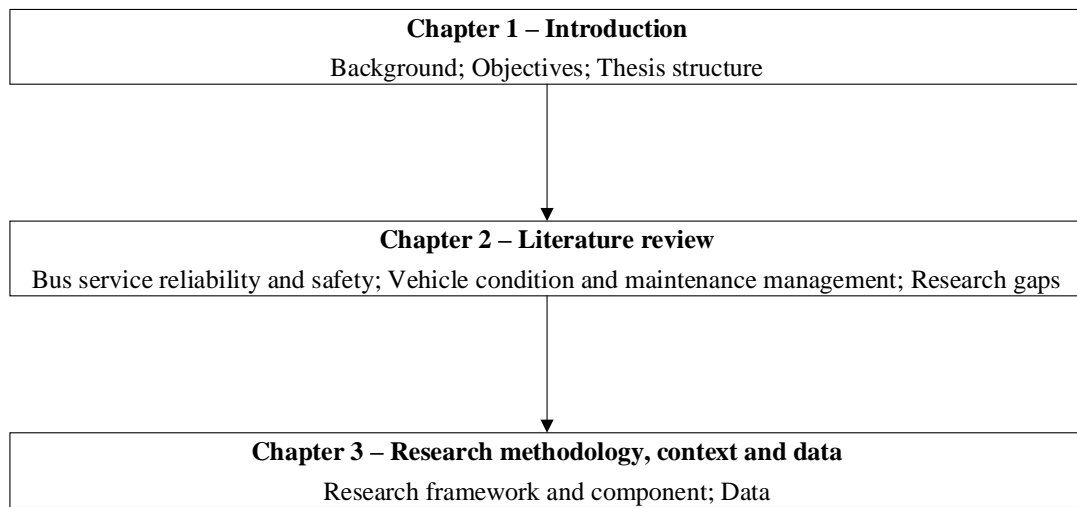 Chapter 1 – Introduction
Background; Objectives; Thesis structure
Chapter 2 – Literature review
Bus service reliability and safety; Vehicle condition and maintenance management; Research gaps
Chapter 3 – Research methodology, context and data
Research framework and component; Data